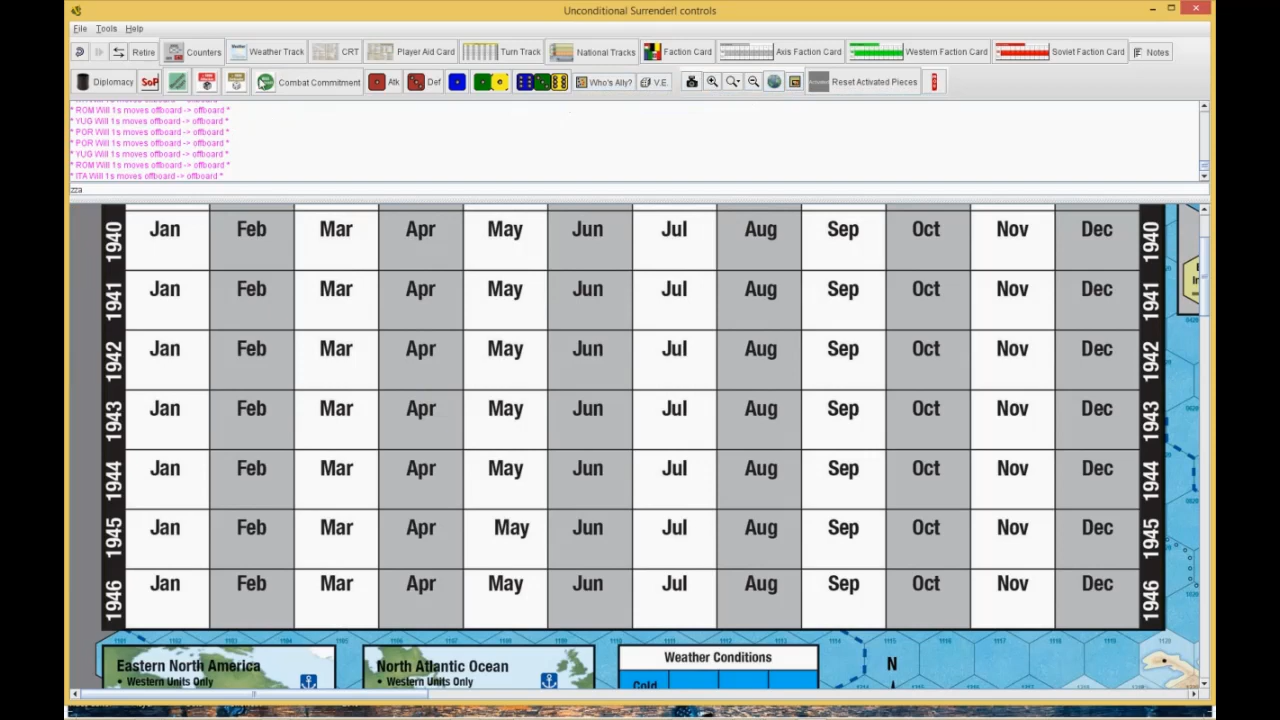 Unconditional Surrender! controls
File Tools Help
Retire Counters Weather Track CRT Player Aid Card Turn Track National Tracks Faction Card Axis Faction Card Western Faction Card Soviet Faction Card Notes
Diplomacy SoP Combat Commitment Atk Def Who's Ally? V.E. Reset Activated Pieces
* ROM Will 1s moves offboard -> offboard *
* YUG Will 1s moves offboard -> offboard *
* POR Will 1s moves offboard -> offboard *
* POR Will 1s moves offboard -> offboard *
* YUG Will 1s moves offboard -> offboard *
* ROM Will 1s moves offboard -> offboard *
* ITA Will 1s moves offboard -> offboard *
zza
1940 Jan Feb Mar Apr May Jun Jul Aug Sep Oct Nov Dec 1940
1941 Jan Feb Mar Apr May Jun Jul Aug Sep Oct Nov Dec 1941
1942 Jan Feb Mar Apr May Jun Jul Aug Sep Oct Nov Dec 1942
1943 Jan Feb Mar Apr May Jun Jul Aug Sep Oct Nov Dec 1943
1944 Jan Feb Mar Apr May Jun Jul Aug Sep Oct Nov Dec 1944
1945 Jan Feb Mar Apr May Jun Jul Aug Sep Oct Nov Dec 1945
1946 Jan Feb Mar Apr May Jun Jul Aug Sep Oct Nov Dec 1946
Eastern North America
• Western Units Only
North Atlantic Ocean
• Western Units Only
Weather Conditions
Cold
N